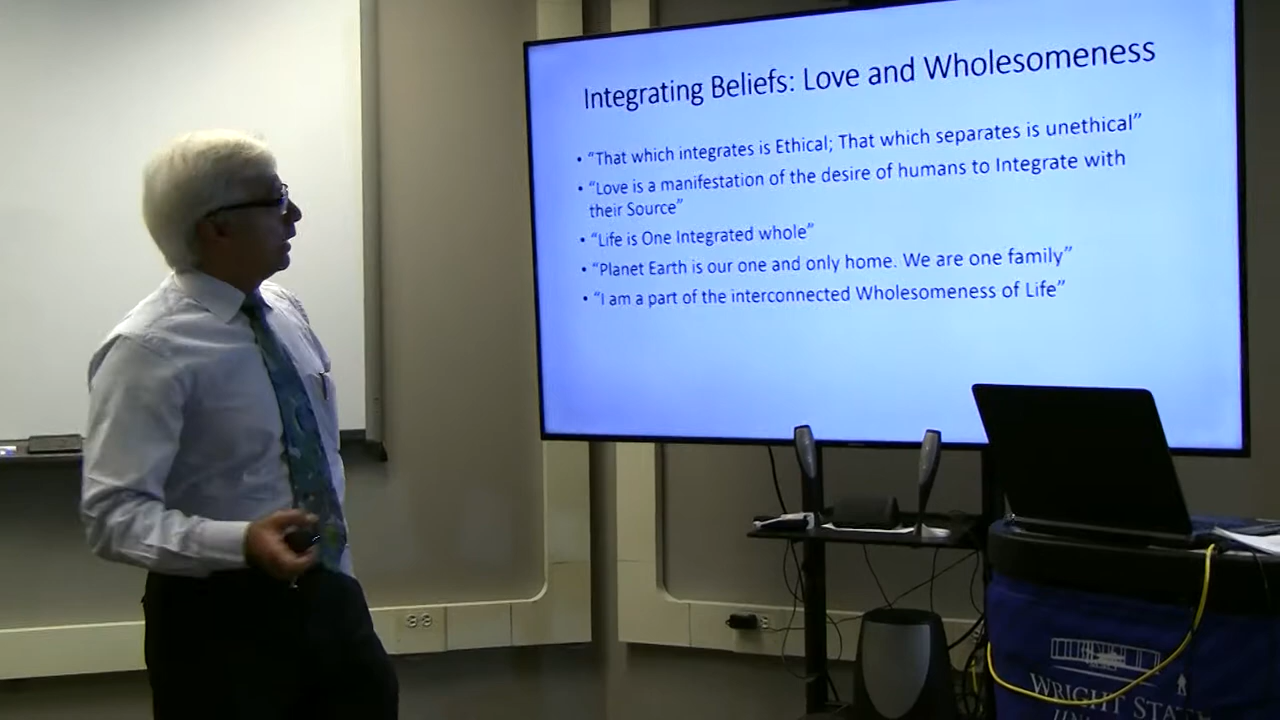 Integrating Beliefs: Love and Wholesomeness
• “That which integrates is Ethical; That which separates is unethical”
• “Love is a manifestation of the desire of humans to Integrate with
their Source”
• “Life is One Integrated whole”
• “Planet Earth is our one and only home. We are one family”
• “I am a part of the interconnected Wholesomeness of Life”
WRIGHT STATE